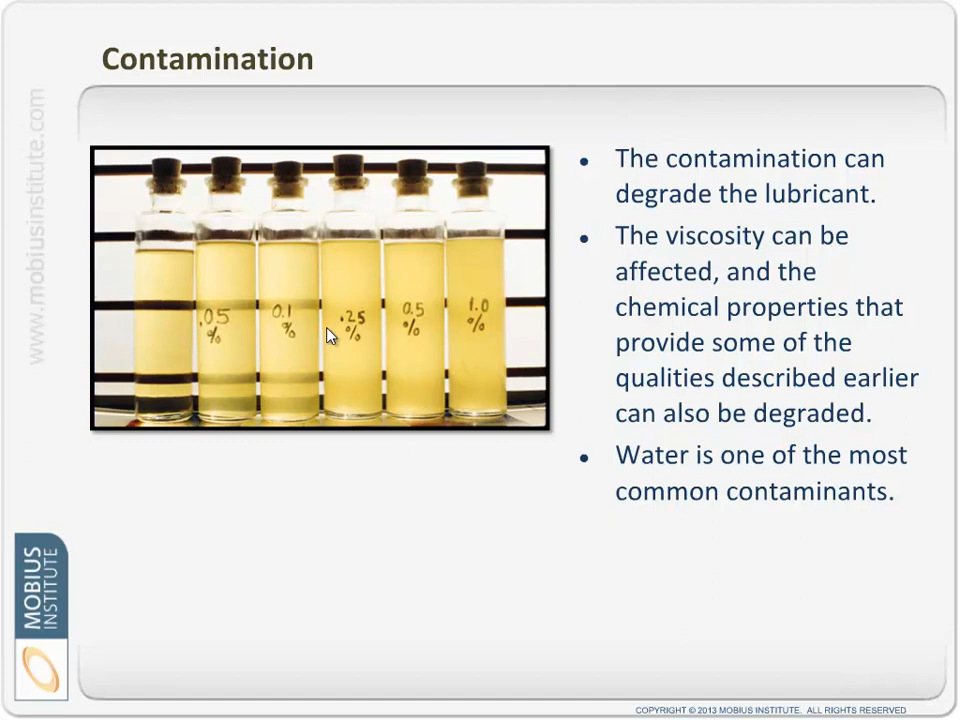 Contamination
www.mobiusinstitute.com
.05
%
0.1
%
.25
%
0.5
%
1.0
%
• The contamination can
degrade the lubricant.
• The viscosity can be
affected, and the
chemical properties that
provide some of the
qualities described earlier
can also be degraded.
• Water is one of the most
common contaminants.
MOBIUS
INSTITUTE
COPYRIGHT © 2013 MOBIUS INSTITUTE. ALL RIGHTS RESERVED